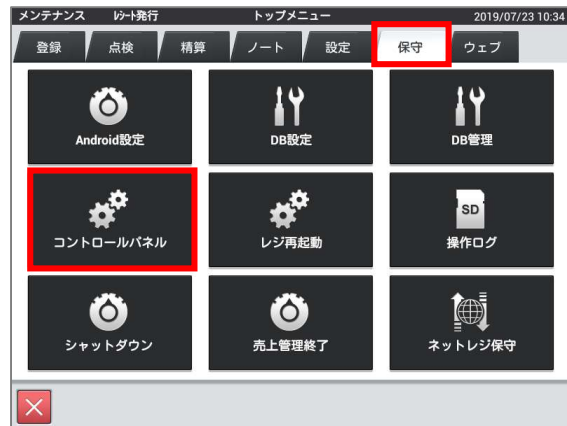 メンテナンス ﾚｼｰﾄ発行 トップメニュー 2019/07/23 10:34
登録 点検 精算 ノート 設定 保守 ウェブ
Android設定 DB設定 DB管理
SD
コントロールパネル レジ再起動 操作ログ
シャットダウン 売上管理終了 ネットレジ保守